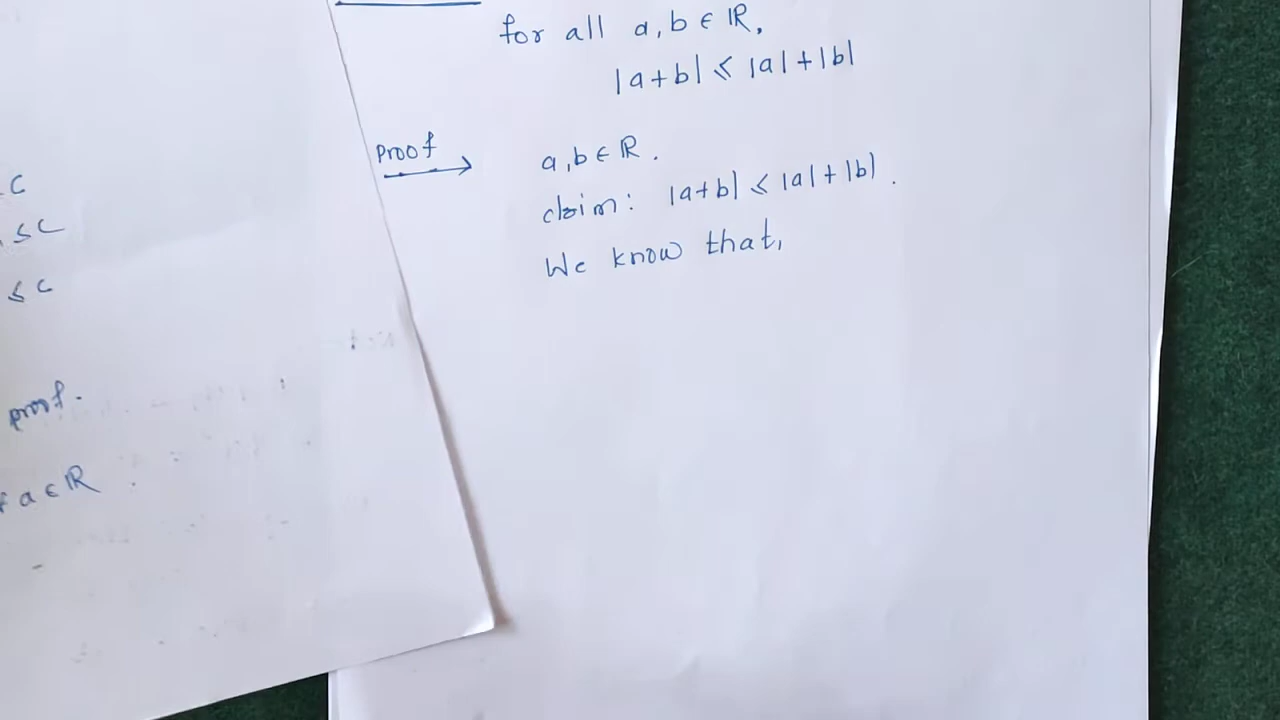 C
≤ C
≤ C
proof.
a ∈ ℝ
for all a, b ∈ ℝ,
|a+b| ≤ |a|+|b|
Proof
a, b ∈ ℝ.
claim: |a+b| ≤ |a|+|b|.
We know that,